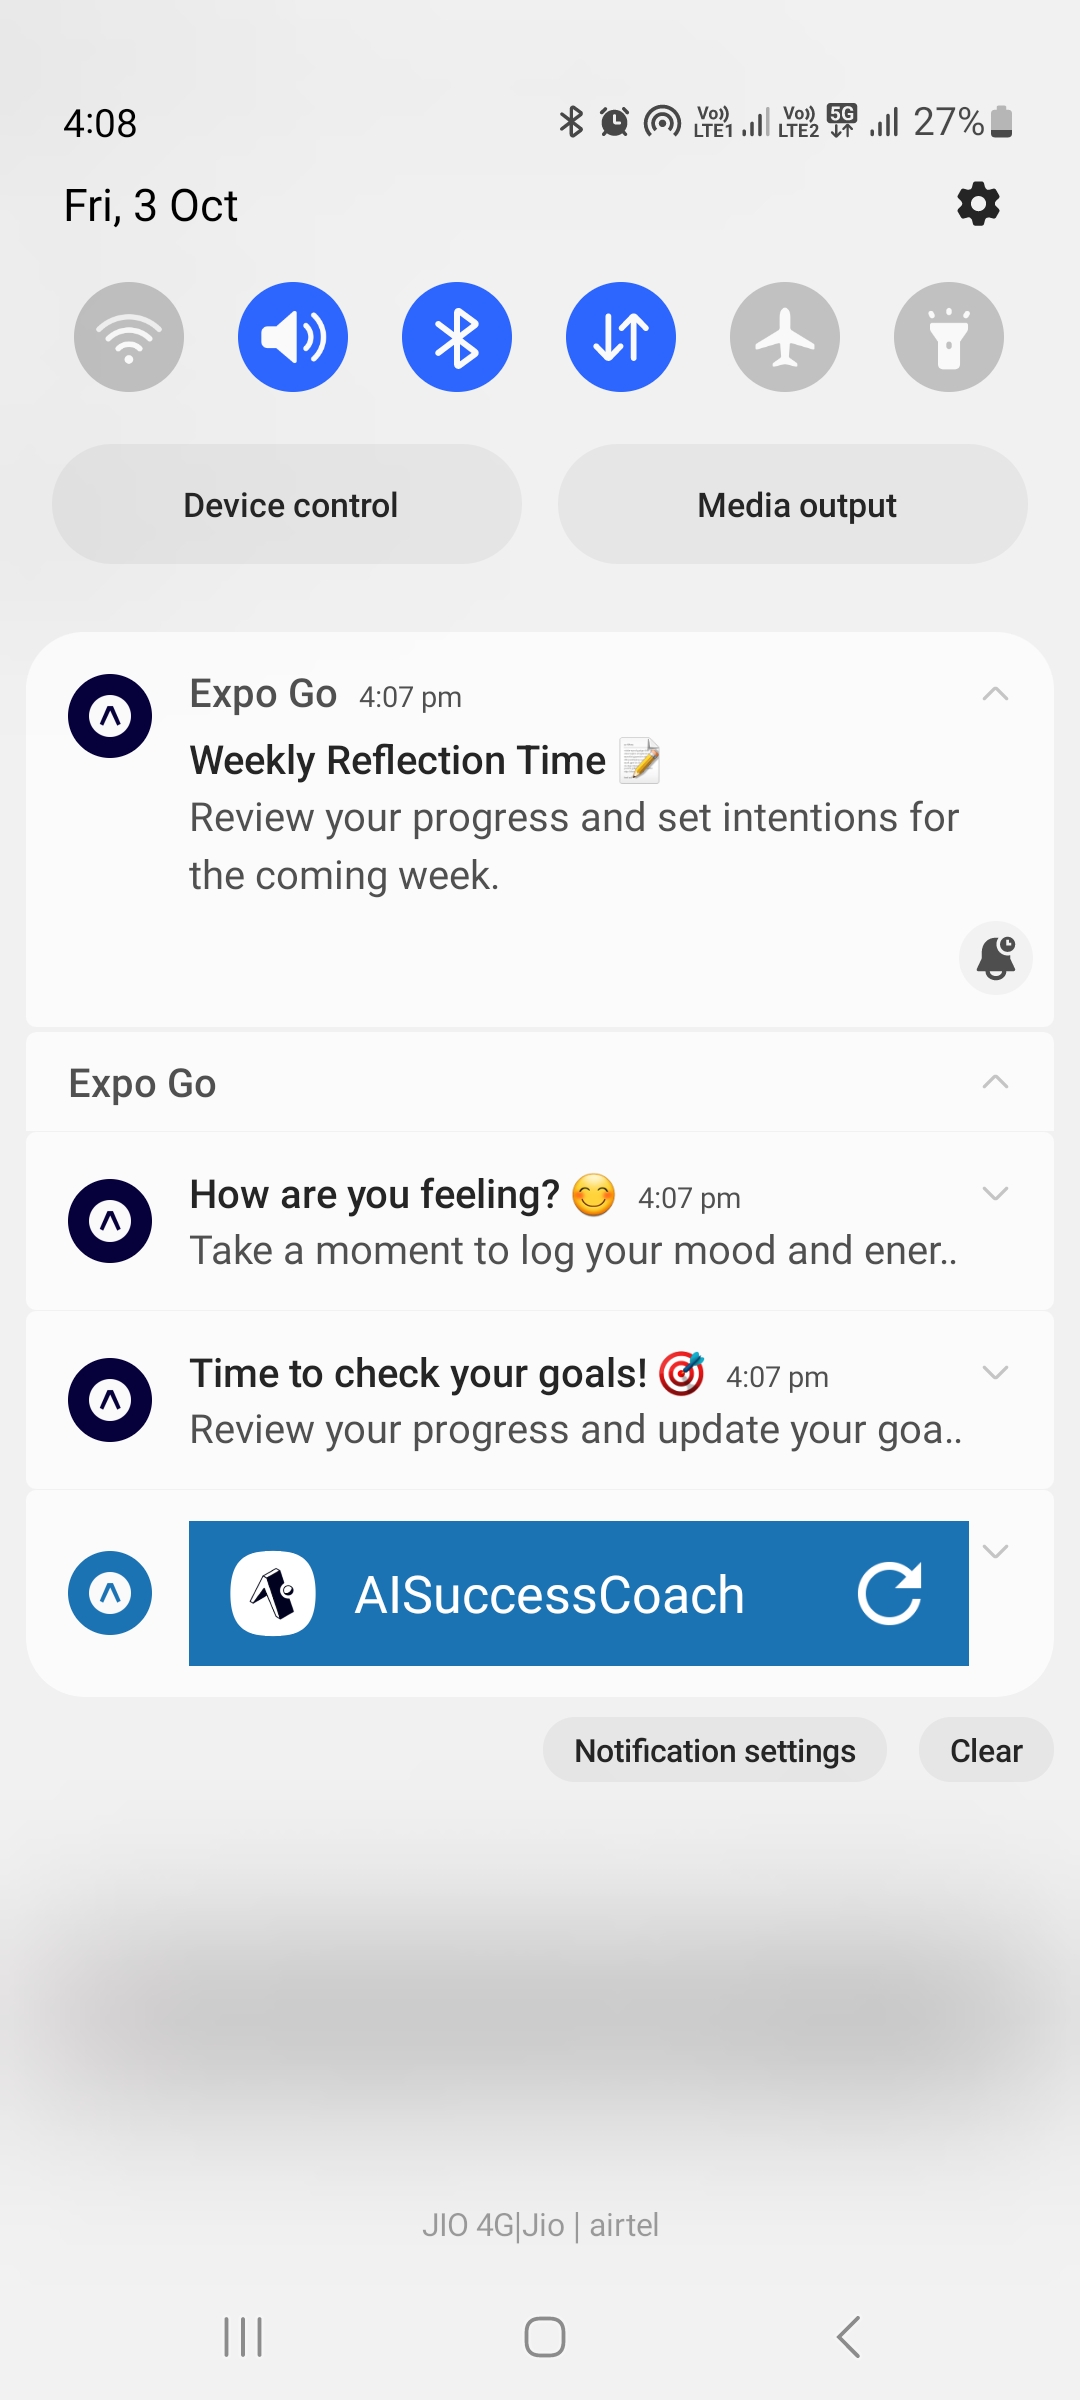 4:08
Vo)) LTE1 Vo)) LTE2 5G 27%
Fri, 3 Oct
Device control
Media output
Expo Go 4:07 pm
Weekly Reflection Time 📝
Review your progress and set intentions for
the coming week.
Expo Go
How are you feeling? 😊 4:07 pm
Take a moment to log your mood and ener..
Time to check your goals! 🎯 4:07 pm
Review your progress and update your goa..
AISuccessCoach
Notification settings
Clear
JIO 4G|Jio | airtel